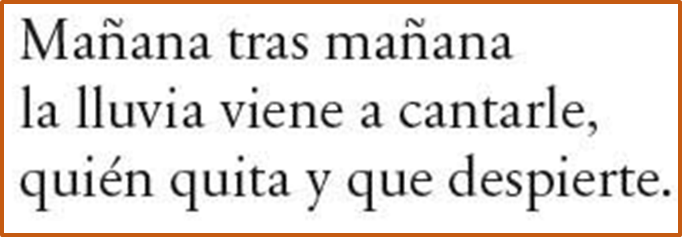 Mañana tras mañana
la lluvia viene a cantarle,
quién quita y que despierte.